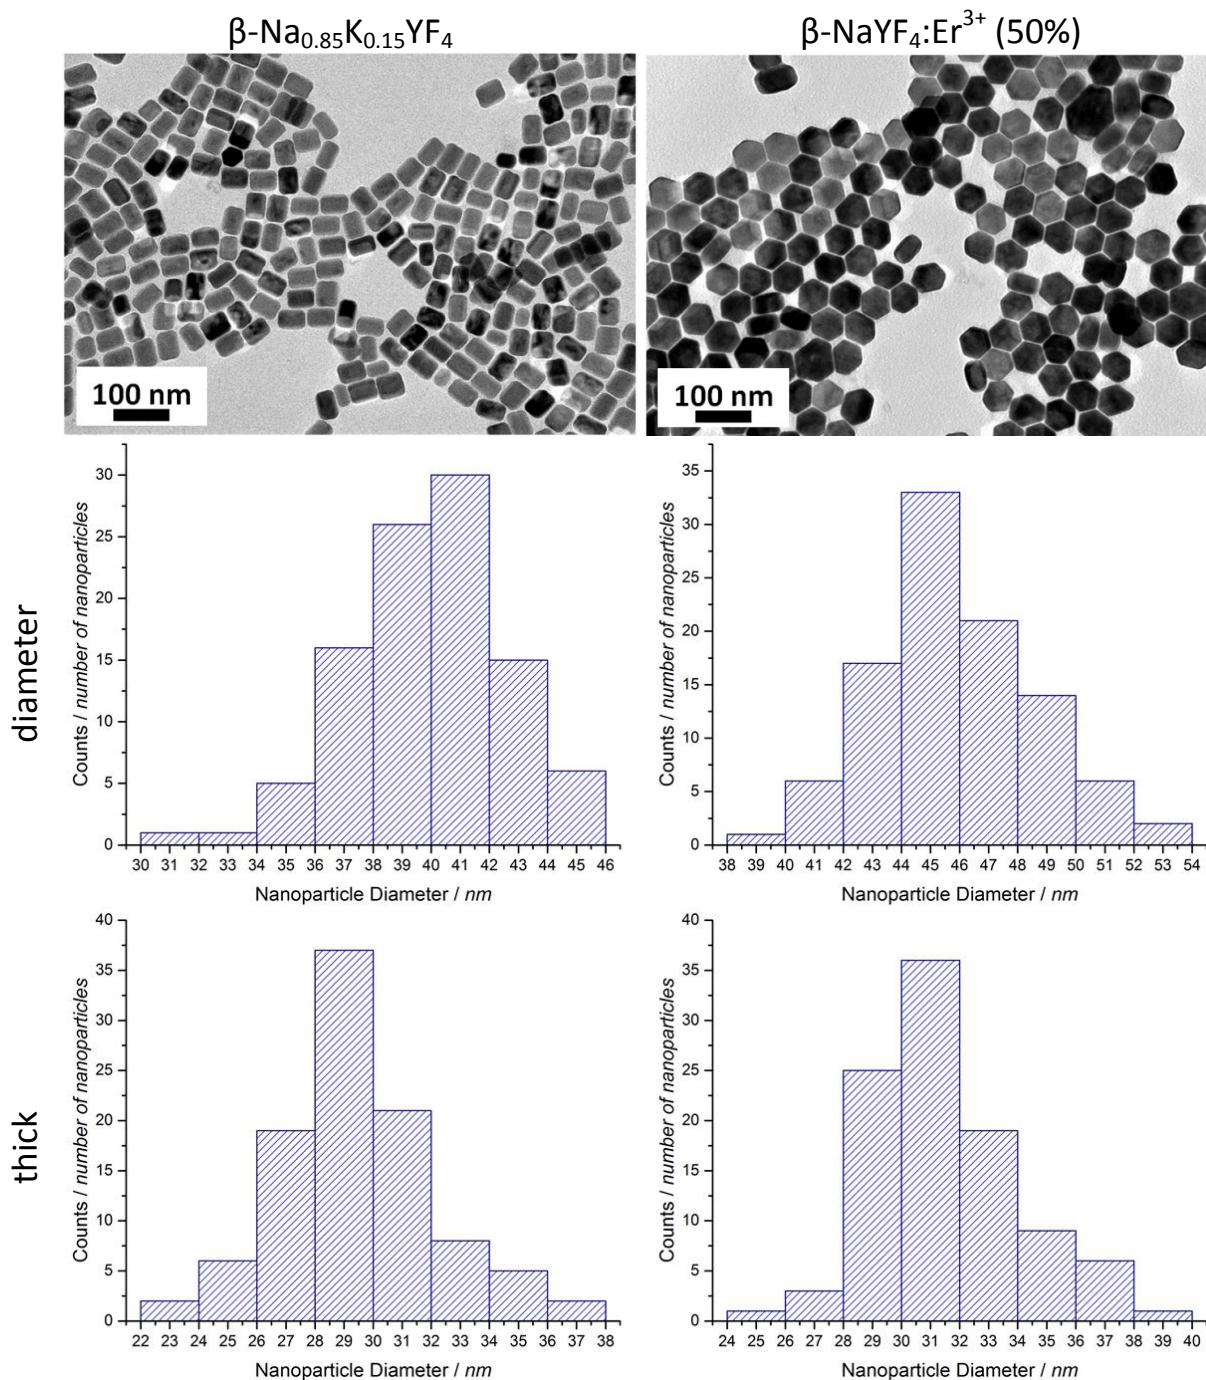 β-Na₀.₈₅K₀.₁₅YF₄
β-NaYF₄:Er³⁺ (50%)
100 nm
100 nm
diameter
Counts / number of nanoparticles
30
25
20
15
10
5
0
30 31 32 33 34 35 36 37 38 39 40 41 42 43 44 45 46
Nanoparticle Diameter / nm
Counts / number of nanoparticles
35
30
25
20
15
10
5
0
38 39 40 41 42 43 44 45 46 47 48 49 50 51 52 53 54
Nanoparticle Diameter / nm
thick
Counts / number of nanoparticles
40
35
30
25
20
15
10
5
0
22 23 24 25 26 27 28 29 30 31 32 33 34 35 36 37 38
Nanoparticle Diameter / nm
Counts / number of nanoparticles
40
35
30
25
20
15
10
5
0
24 25 26 27 28 29 30 31 32 33 34 35 36 37 38 39 40
Nanoparticle Diameter / nm